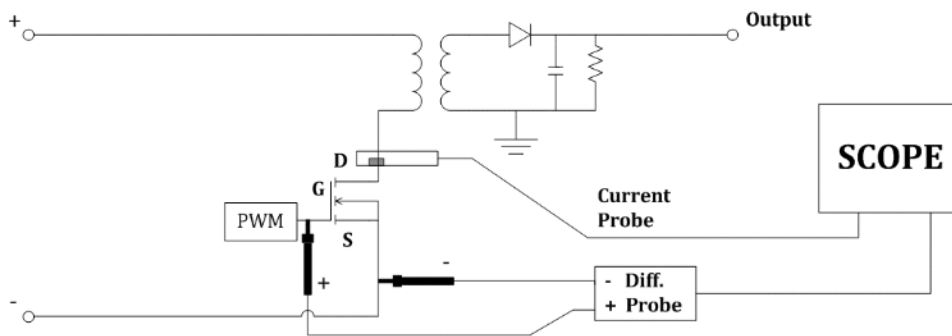 +
Output
D
SCOPE
G
Current
Probe
PWM
S
+
-
- Diff.
+ Probe
-